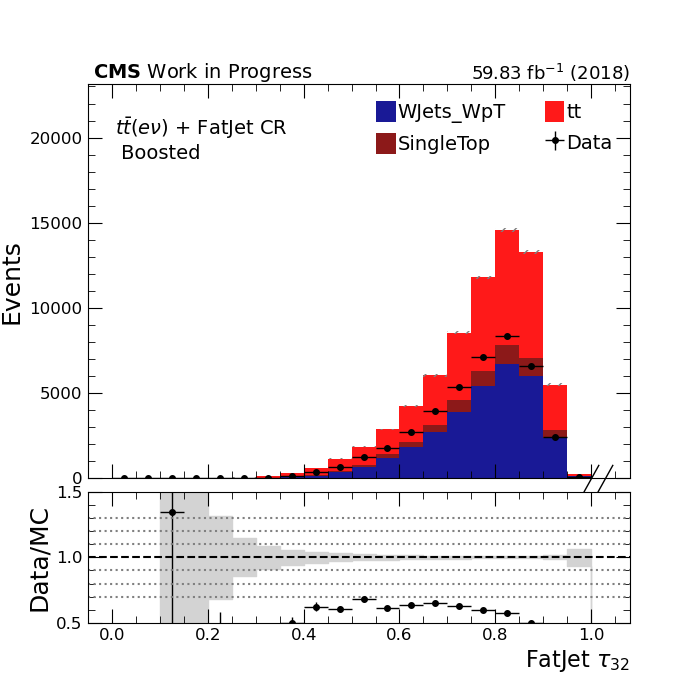 CMS Work in Progress 59.83 fb⁻¹ (2018)
tt̄(eν) + FatJet CR
Boosted
WJets_WpT tt
SingleTop Data
Events
20000
15000
10000
5000
0
Data/MC
1.5
1.0
0.5
0.0 0.2 0.4 0.6 0.8 1.0
FatJet τ₃₂